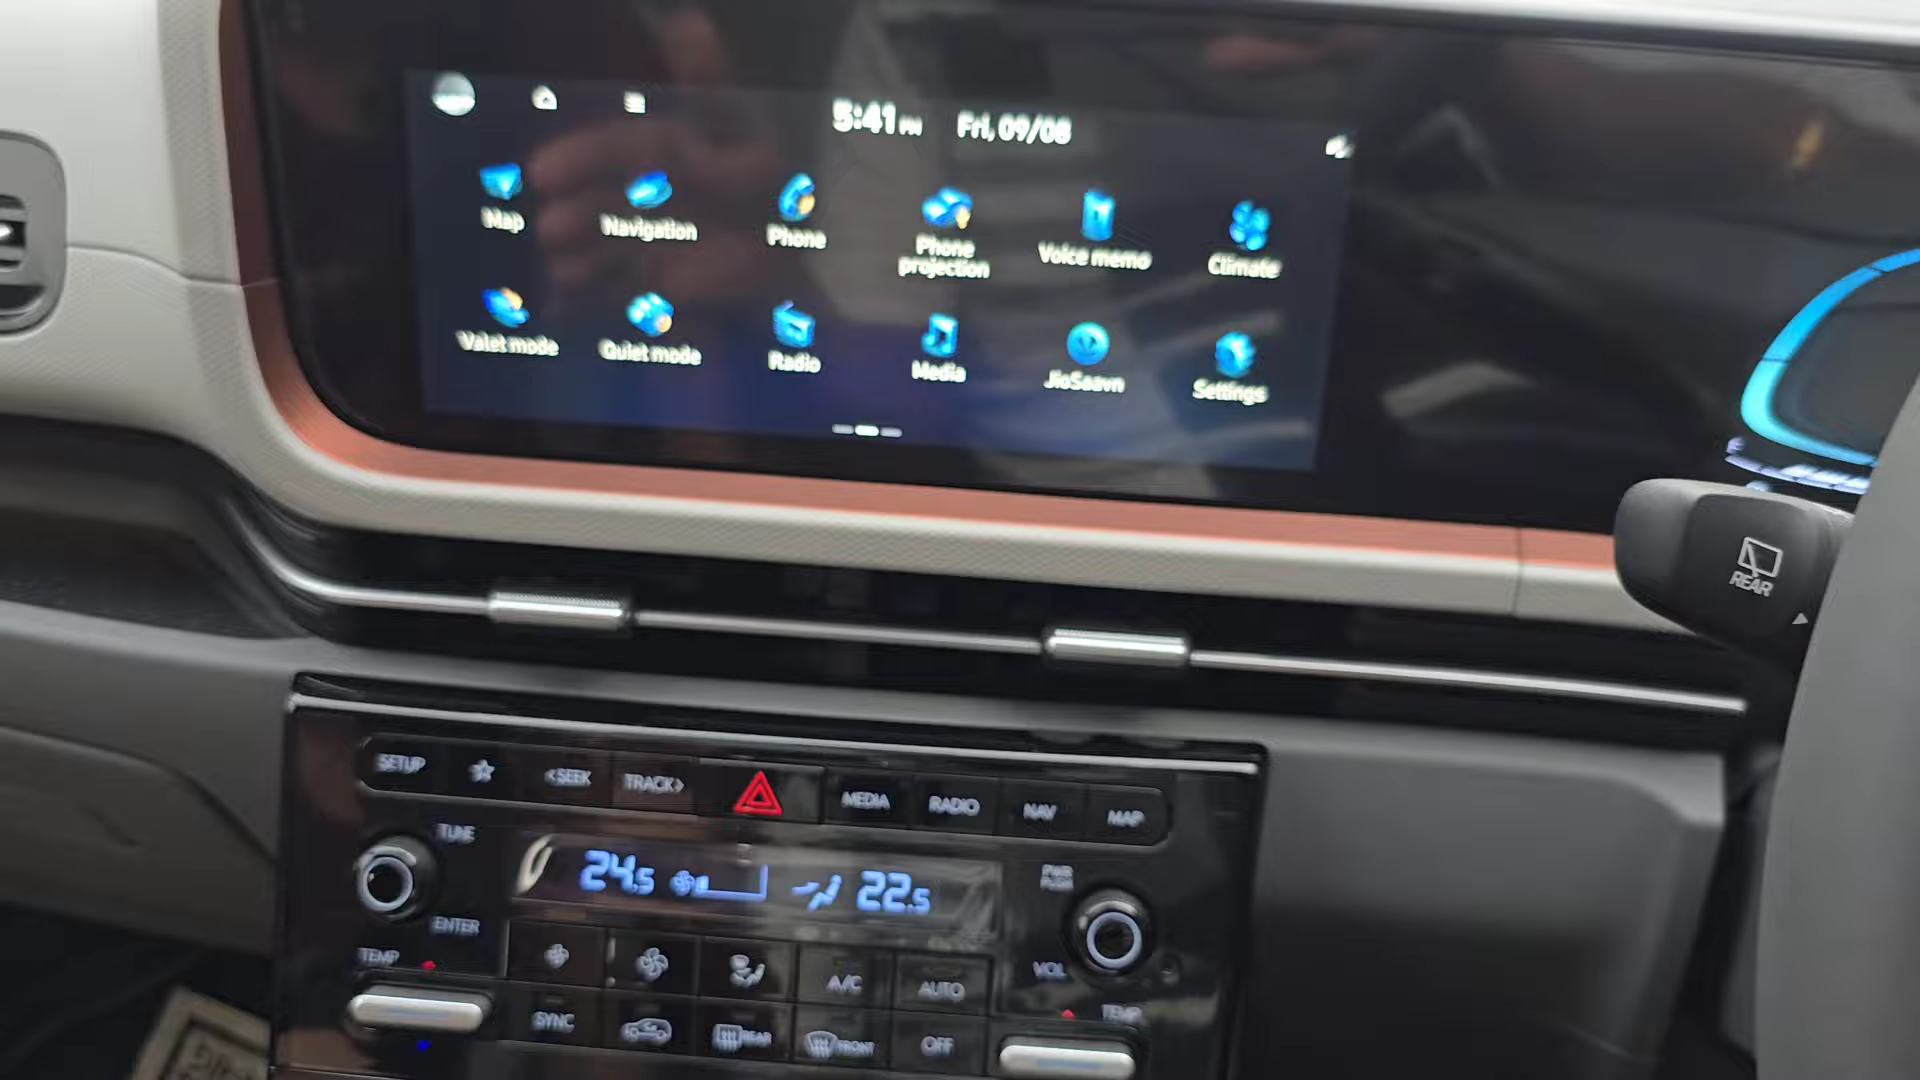 5:41 PM Fri, 09/08
Map Navigation Phone Phone projection Voice memo Climate
Valet mode Quiet mode Radio Media JioSaavn Settings
REAR
SETUP <SEEK TRACK> MEDIA RADIO NAV MAP
TUNE
24.5 22.5
PWR
PUSH
ENTER
TEMP A/C AUTO VOL
TEMP
SYNC REAR FRONT OFF